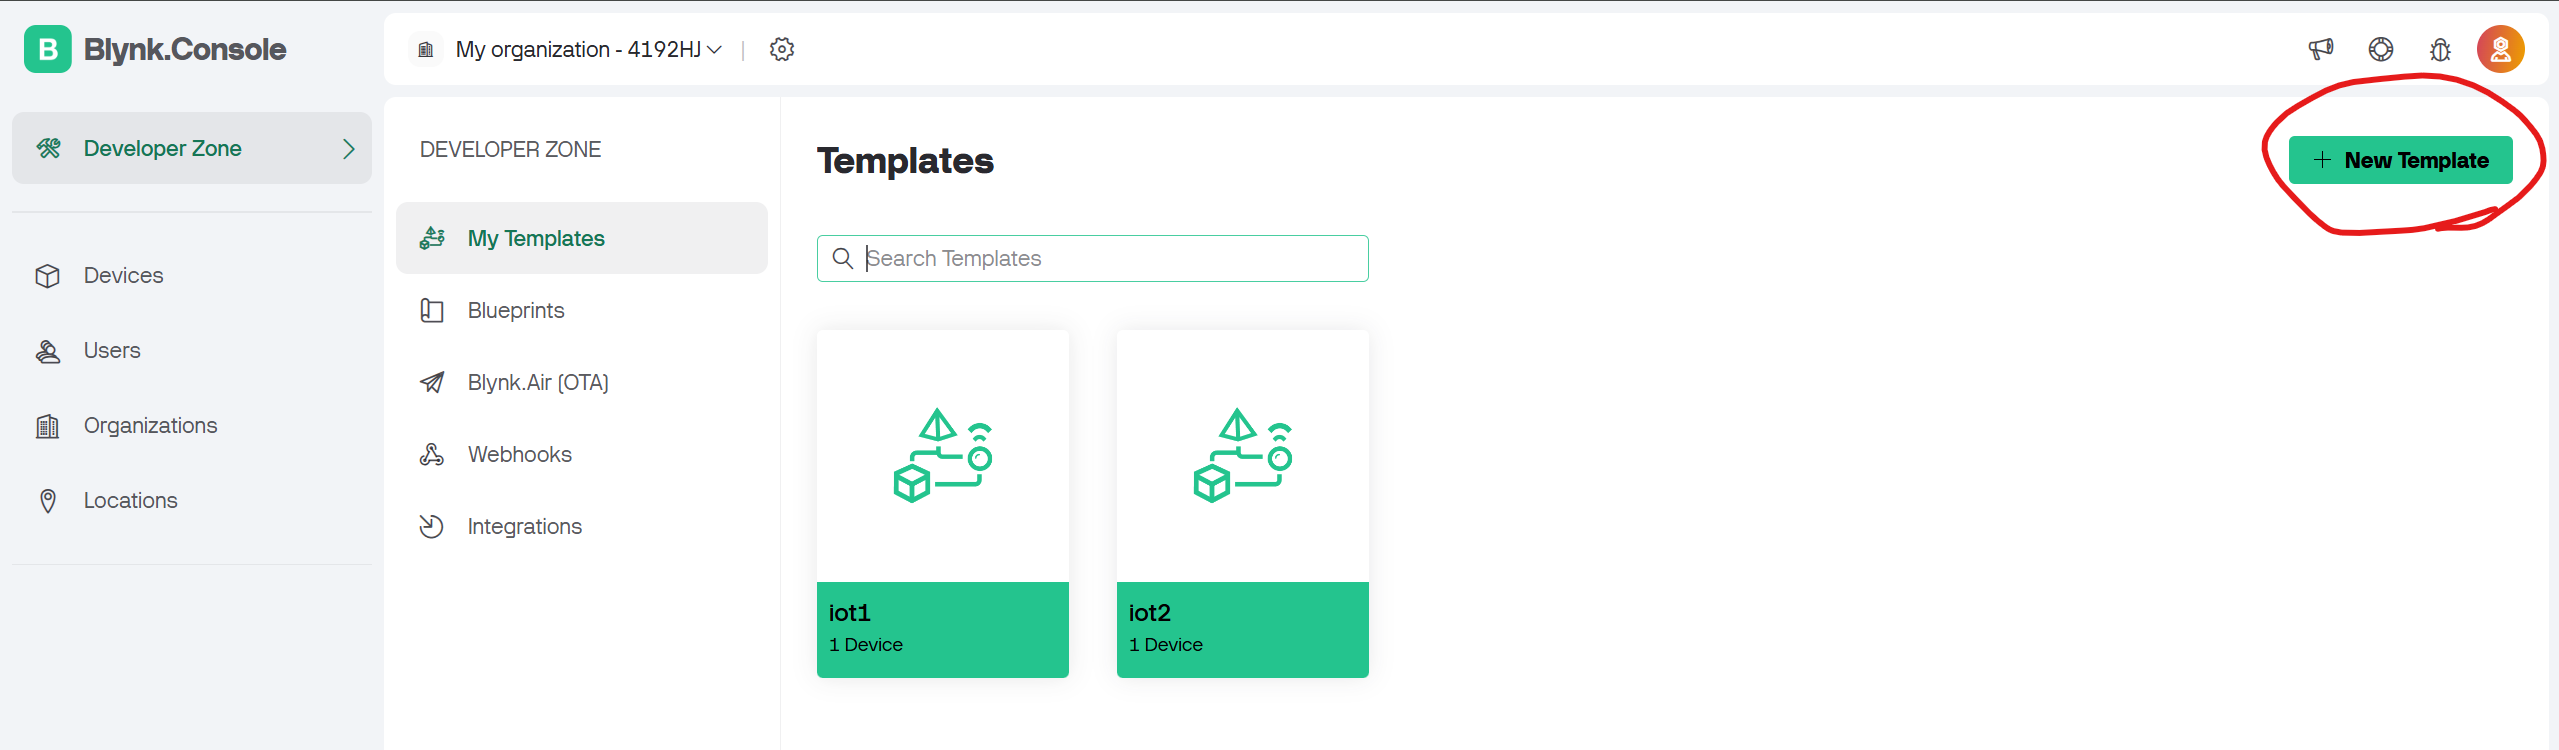 B Blynk.Console
My organization - 4192HJ
Developer Zone
Devices
Users
Organizations
Locations
DEVELOPER ZONE
My Templates
Blueprints
Blynk.Air (OTA)
Webhooks
Integrations
Templates
+ New Template
Search Templates
iot1
1 Device
iot2
1 Device